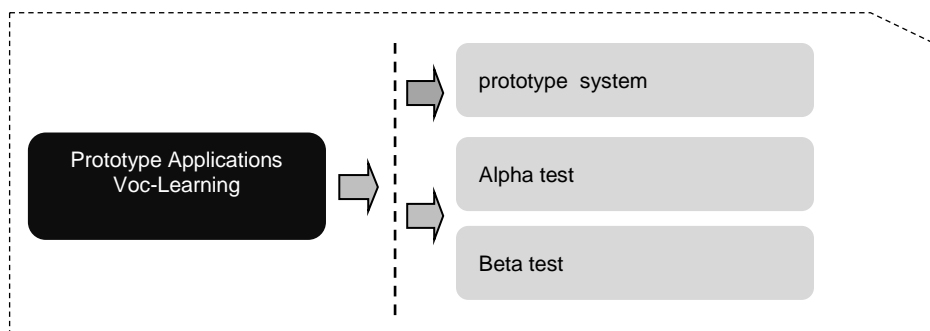 Prototype Applications
Voc-Learning
prototype system
Alpha test
Beta test